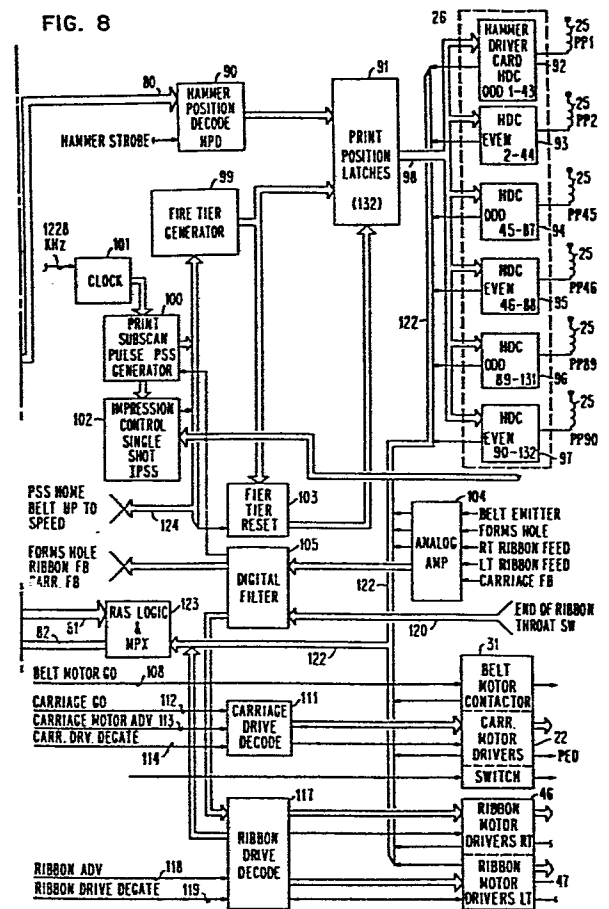 FIG. 8
80
90
HAMMER
POSITION
DECODE
HPD
HAMMER STROBE
91
PRINT
POSITION
LATCHES
(132)
98
26
HAMMER
DRIVER
CARD
HDC
ODD 1-43
92
25
PP1
HDC
EVEN
2-44
93
25
PP2
HDC
ODD
45-87
94
25
PP45
HDC
EVEN
46-88
95
25
PP46
HDC
ODD
89-131
96
25
PP89
HDC
EVEN
90-132
97
25
PP90
122
99
FIRE TIER
GENERATOR
1228
KHz
101
CLOCK
100
PRINT
SUBSCAN
PULSE PSS
GENERATOR
102
IMPRESSION
CONTROL
SINGLE
SHOT
IPSS
PSS HOME
BELT UP TO
SPEED
124
FIER
TIER
RESET
103
104
ANALOG
AMP
BELT EMITTER
FORMS HOLE
RT RIBBON FEED
LT RIBBON FEED
CARRIAGE FB
FORMS HOLE
RIBBON FB
CARR. FB
105
DIGITAL
FILTER
122
END OF RIBBON
THROAT SW
120
81
82
RAS LOGIC
&
MPX
123
122
BELT MOTOR GO
108
31
BELT
MOTOR
CONTACTOR
CARRIAGE GO
112
CARRIAGE MOTOR ADV
113
CARR. DRV. DEGATE
114
111
CARRIAGE
DRIVE
DECODE
CARR.
MOTOR
DRIVERS
22
PED
SWITCH
117
RIBBON
DRIVE
DECODE
46
RIBBON
MOTOR
DRIVERS RT
RIBBON ADV
118
RIBBON DRIVE DEGATE
119
RIBBON
MOTOR
DRIVERS LT
47